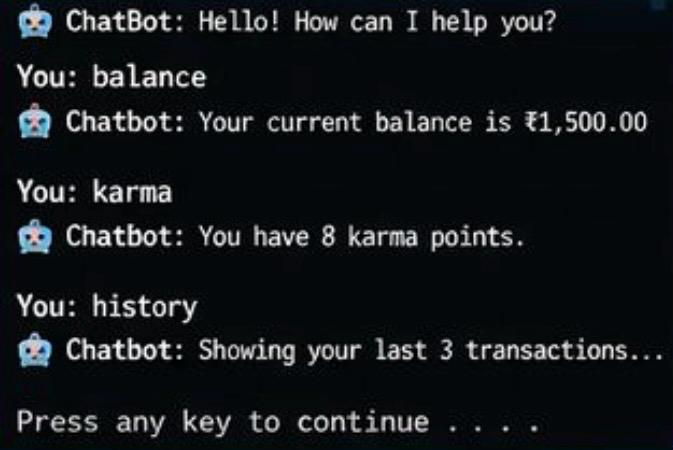 ChatBot: Hello! How can I help you?
You: balance
Chatbot: Your current balance is ₹1,500.00
You: karma
Chatbot: You have 8 karma points.
You: history
Chatbot: Showing your last 3 transactions...
Press any key to continue . . . .